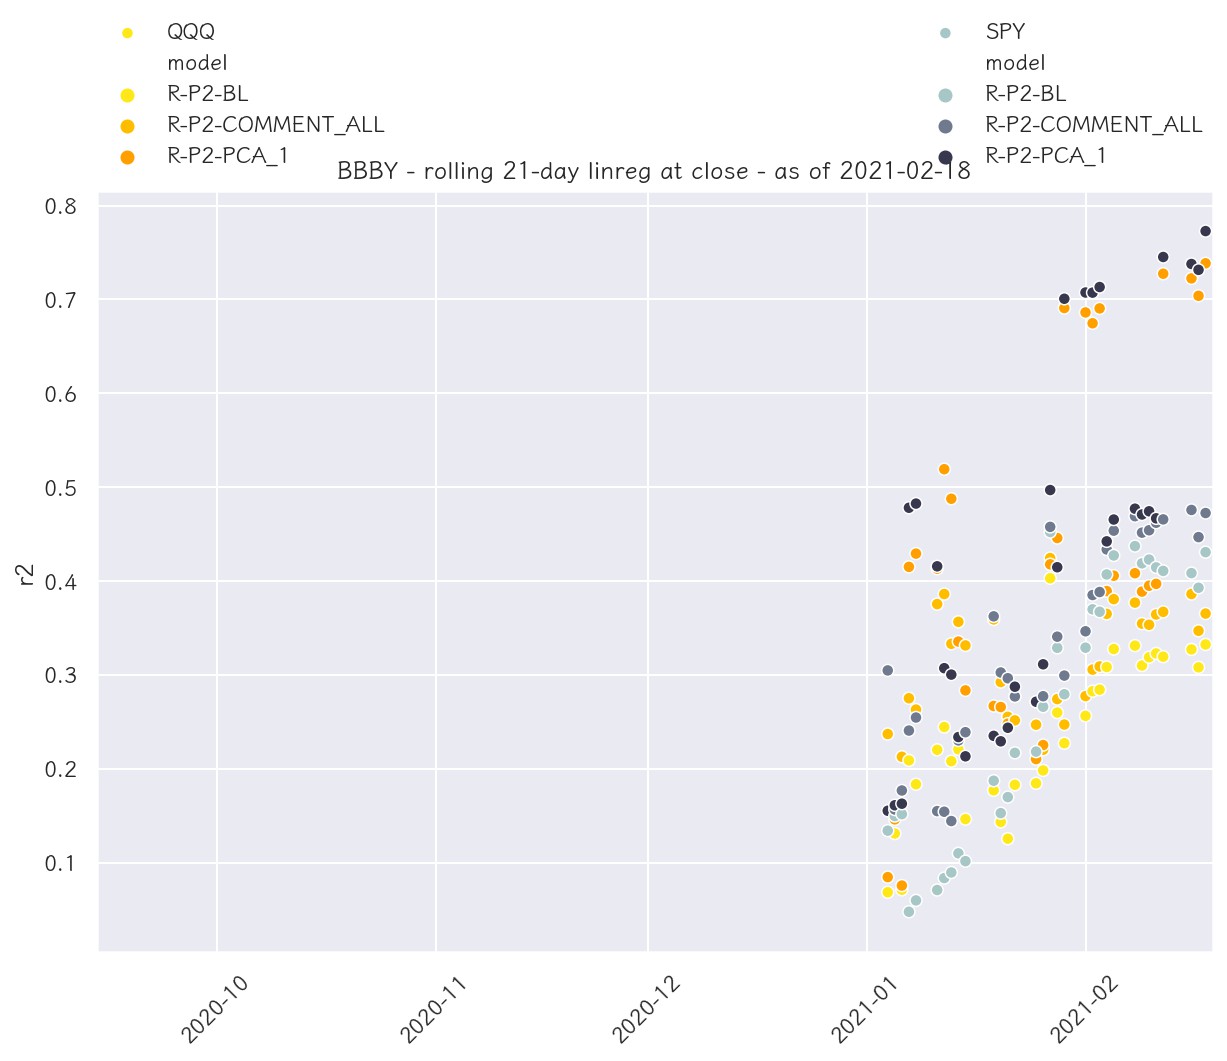 QQQ
model
R-P2-BL
R-P2-COMMENT_ALL
R-P2-PCA_1
SPY
model
R-P2-BL
R-P2-COMMENT_ALL
R-P2-PCA_1
BBBY - rolling 21-day linreg at close - as of 2021-02-18
0.8
0.7
0.6
0.5
0.4
0.3
0.2
0.1
r2
2020-10
2020-11
2020-12
2021-01
2021-02